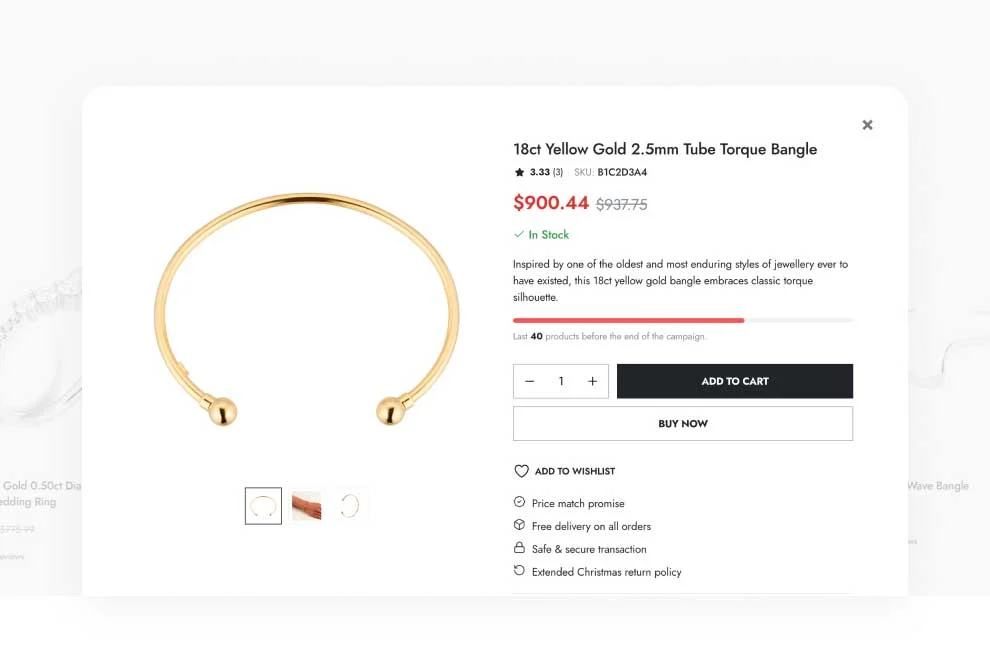 18ct Yellow Gold 2.5mm Tube Torque Bangle
3.33 (3) SKU: B1C2D3A4
$900.44 $937.75
In Stock
Inspired by one of the oldest and most enduring styles of jewellery ever to
have existed, this 18ct yellow gold bangle embraces classic torque
silhouette.
Last 40 products before the end of the campaign.
− 1 + ADD TO CART
BUY NOW
ADD TO WISHLIST
Price match promise
Free delivery on all orders
Safe & secure transaction
Extended Christmas return policy
Gold 0.50ct Dia
edding Ring
$775.99
eviews
Wave Bangle